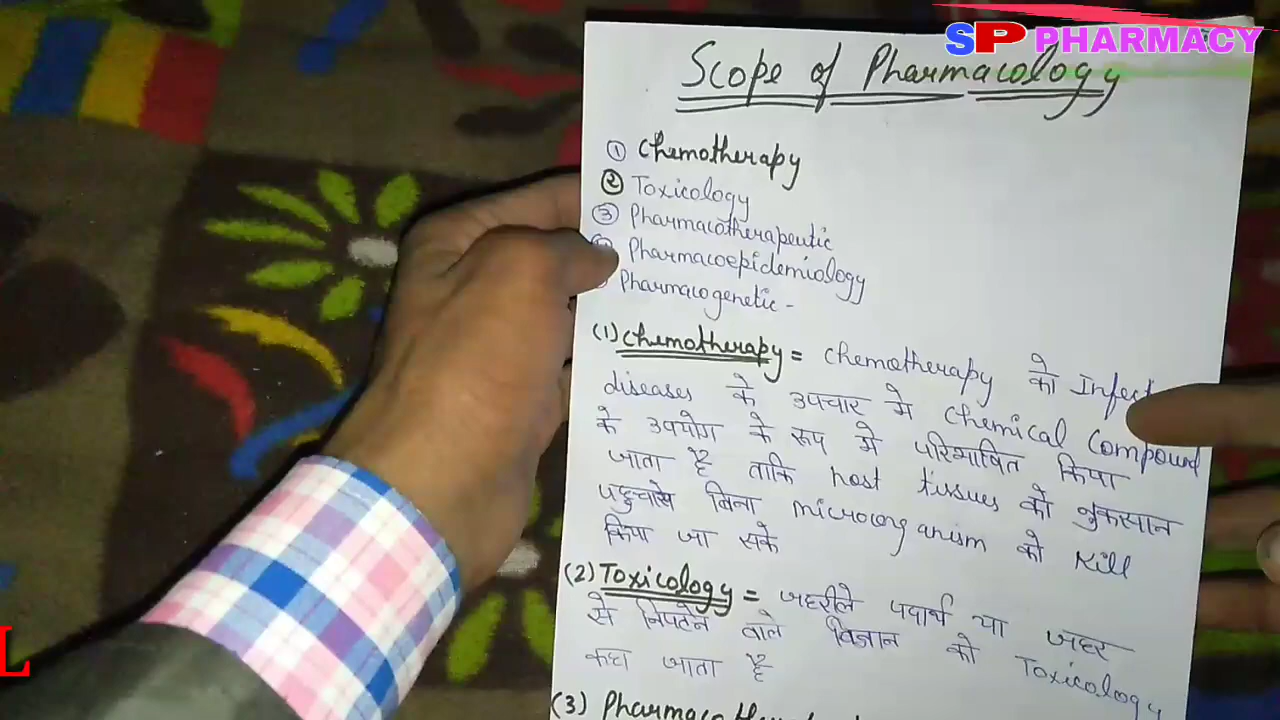 SP PHARMACY
Scope of Pharmacology
① Chemotherapy
② Toxicology
③ Pharmacotherapeutic
Pharmacoepidemiology
Pharmacogenetic -
(1) Chemotherapy = Chemotherapy को Infect
diseases के उपचार मे Chemical Compound
के उपयोग के रूप मे परिभाषित किया
जाता है ताकि host tissues को नुकसान
पहुचाये बिना microorganism को Kill
किया जा सके
(2) Toxicology = जहरीले पदार्थ या जहर
से निपटने वाले विज्ञान को Toxicology
कहा जाता है
(3)
L